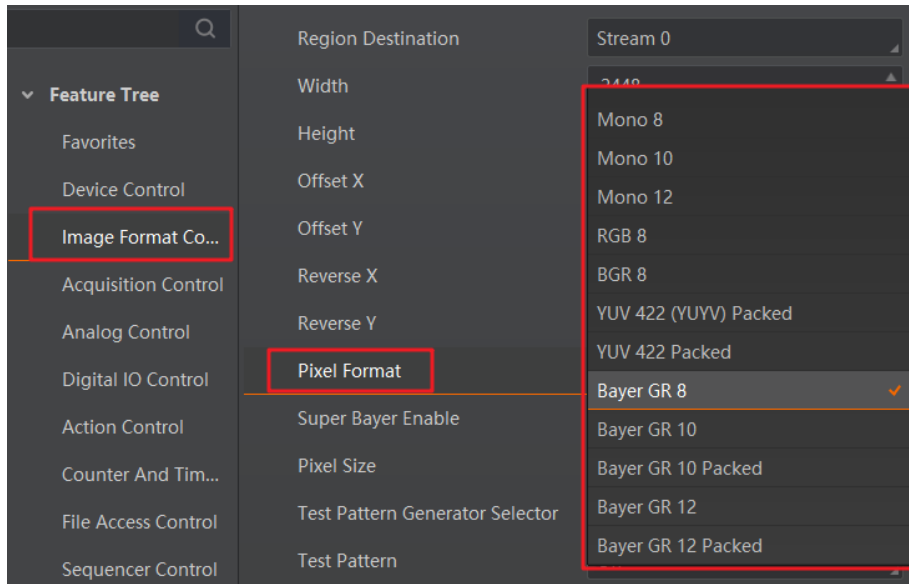 Feature Tree
Favorites
Device Control
Image Format Co...
Acquisition Control
Analog Control
Digital IO Control
Action Control
Counter And Tim...
File Access Control
Sequencer Control
Region Destination
Stream 0
Width
Height
Offset X
Offset Y
Reverse X
Reverse Y
Pixel Format
Super Bayer Enable
Pixel Size
Test Pattern Generator Selector
Test Pattern
Mono 8
Mono 10
Mono 12
RGB 8
BGR 8
YUV 422 (YUYV) Packed
YUV 422 Packed
Bayer GR 8
Bayer GR 10
Bayer GR 10 Packed
Bayer GR 12
Bayer GR 12 Packed